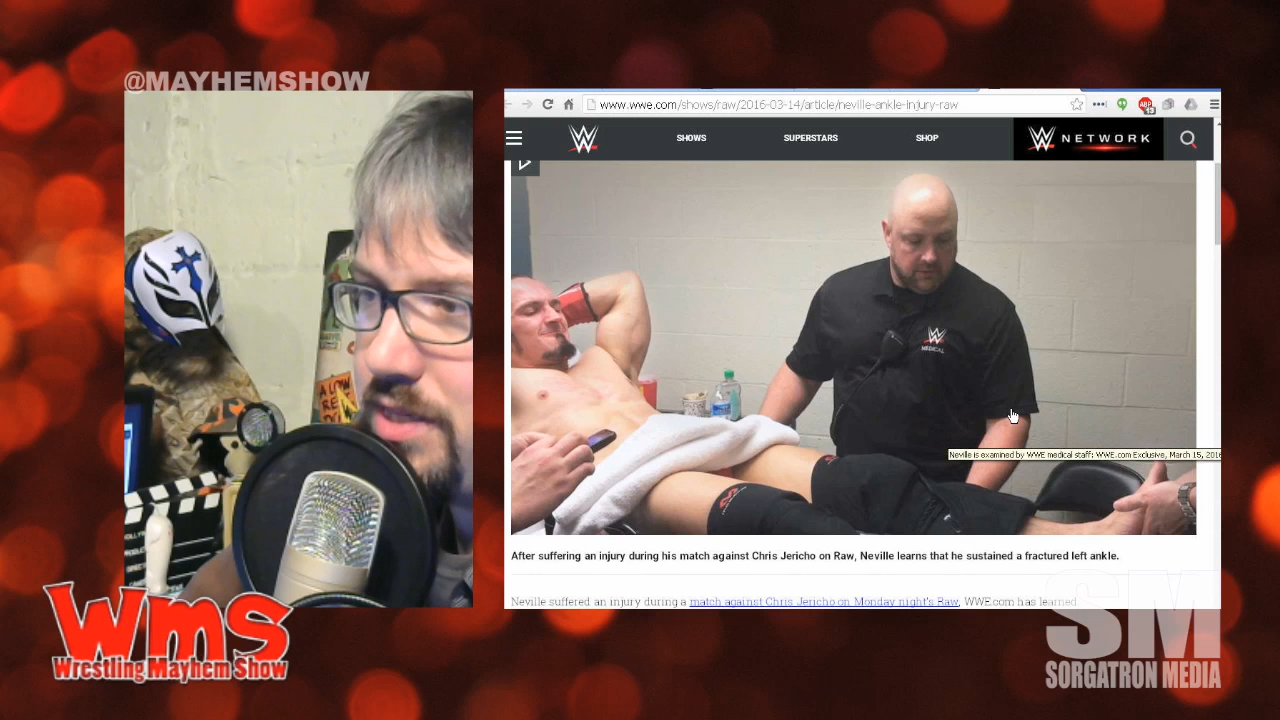 @MAYHEMSHOW
www.wwe.com/shows/raw/2016-03-14/article/neville-ankle-injury-raw
ABP
13
SHOWS
SUPERSTARS
SHOP
W NETWORK
MEDICAL
A LOW
Neville is examined by WWE medical staff: WWE.com Exclusive, March 15, 2016
After suffering an injury during his match against Chris Jericho on Raw, Neville learns that he sustained a fractured left ankle.
Neville suffered an injury during a match against Chris Jericho on Monday night's Raw, WWE.com has learned
Wms
Wrestling Mayhem Show
SM
SORGATRON MEDIA